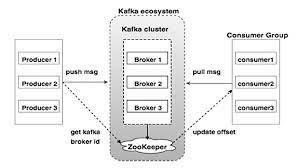 Kafka ecosystem
Kafka cluster
Consumer Group
Producer 1
Producer 2
Producer 3
push msg
Broker 1
Broker 2
Broker 3
pull msg
consumer1
consumer2
consumer3
get kafka
broker id
ZooKeeper
update offset